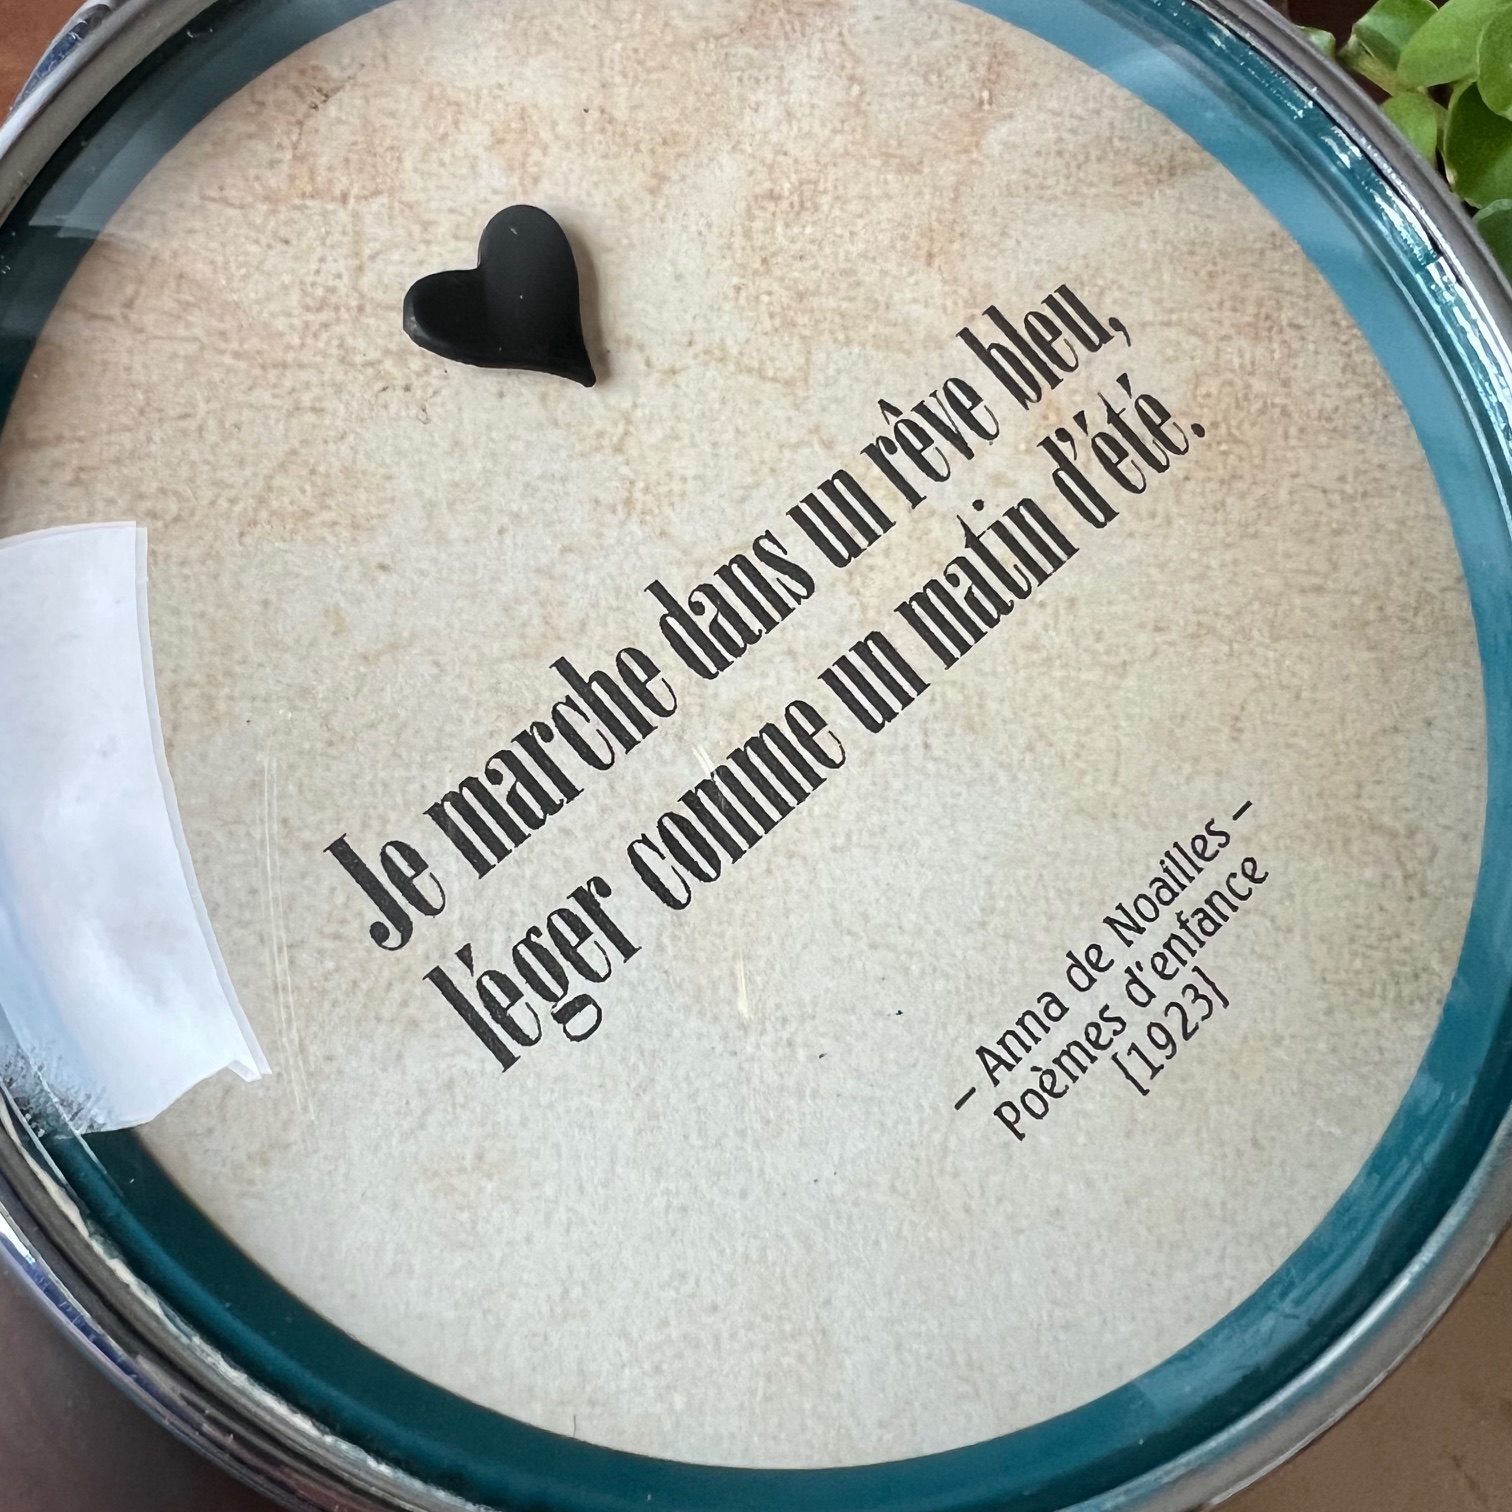 Je marche dans un rêve bleu,
léger comme un matin d'été.
– Anna de Noailles –
Poèmes d'enfance
[1923]